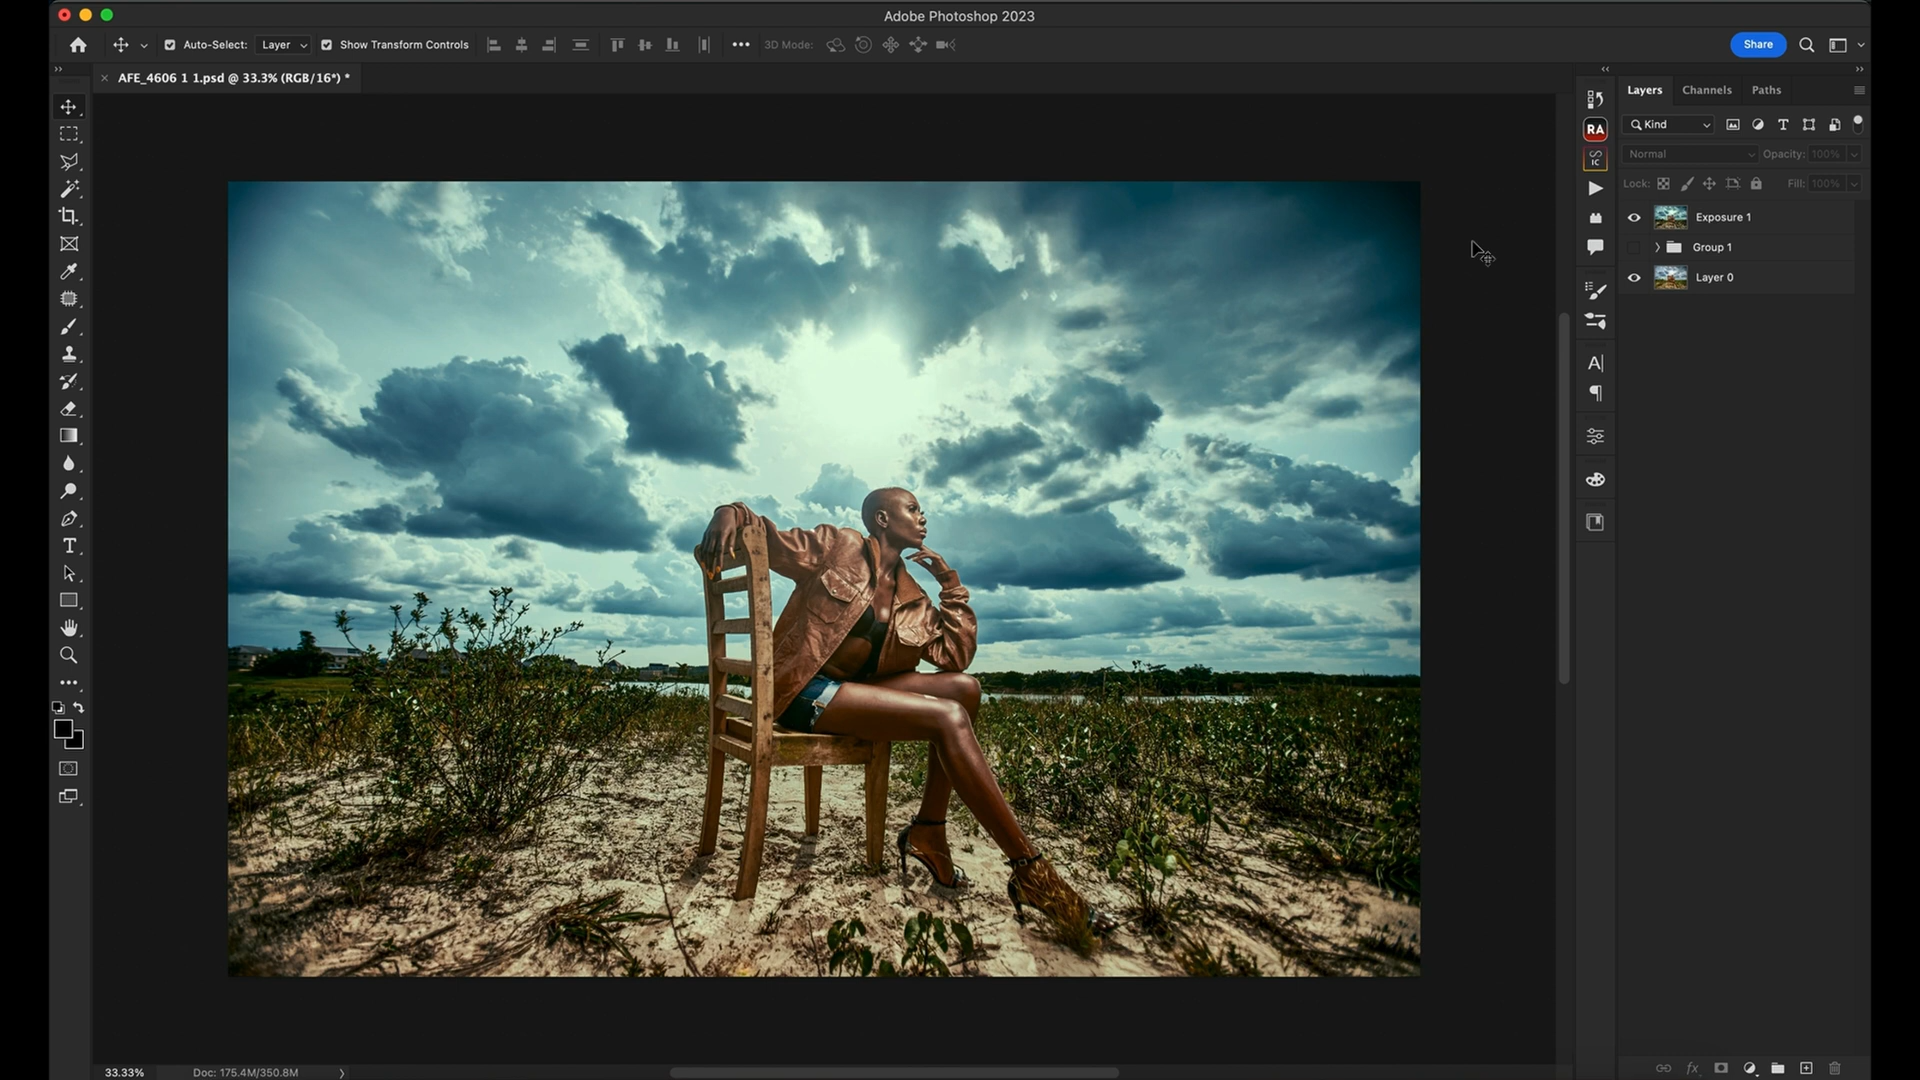 Adobe Photoshop 2023
Auto-Select: Layer Show Transform Controls 3D Mode: Share
AFE_4606 1 1.psd @ 33.3% (RGB/16*) *
Layers Channels Paths
Kind
Normal Opacity: 100%
Lock: Fill: 100%
Exposure 1
Group 1
Layer 0
RA
IC
33.33% Doc: 175.4M/350.8M